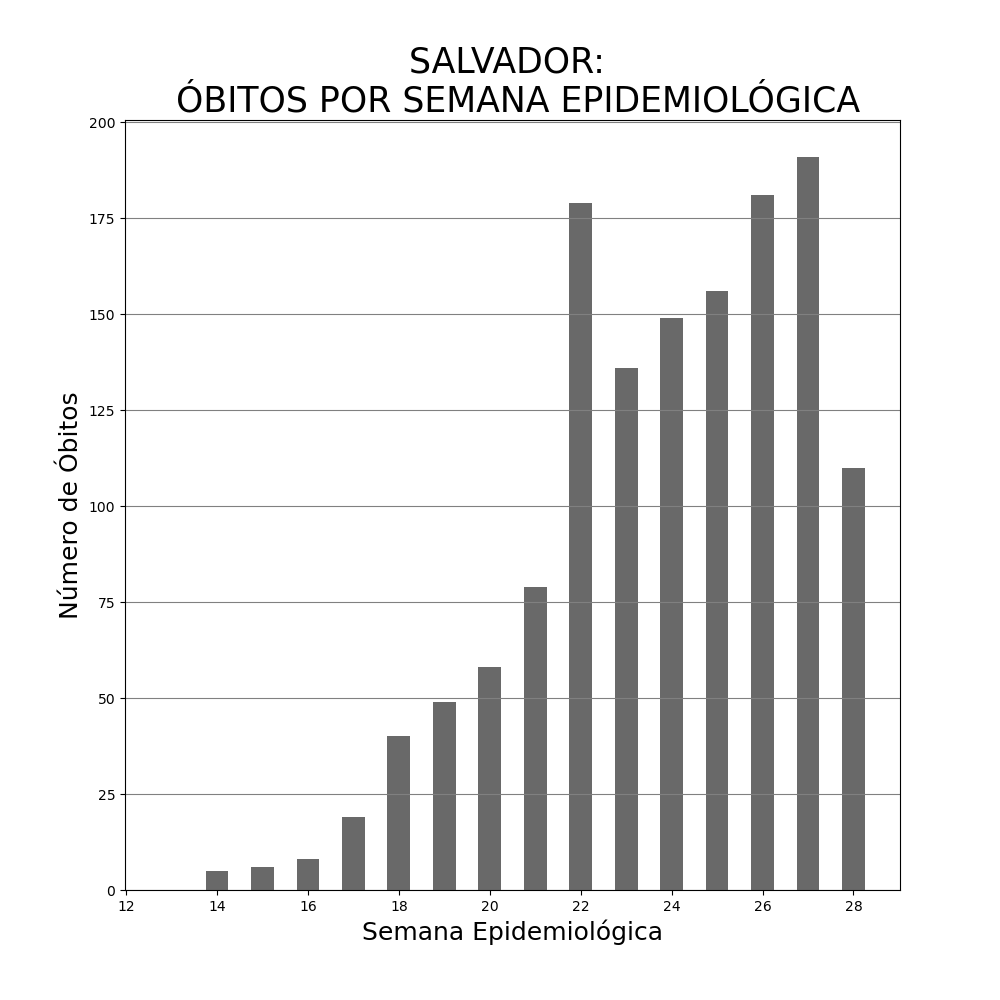 SALVADOR:
ÓBITOS POR SEMANA EPIDEMIOLÓGICA
200
175
150
125
100
75
50
25
0
Número de Óbitos
12 14 16 18 20 22 24 26 28
Semana Epidemiológica